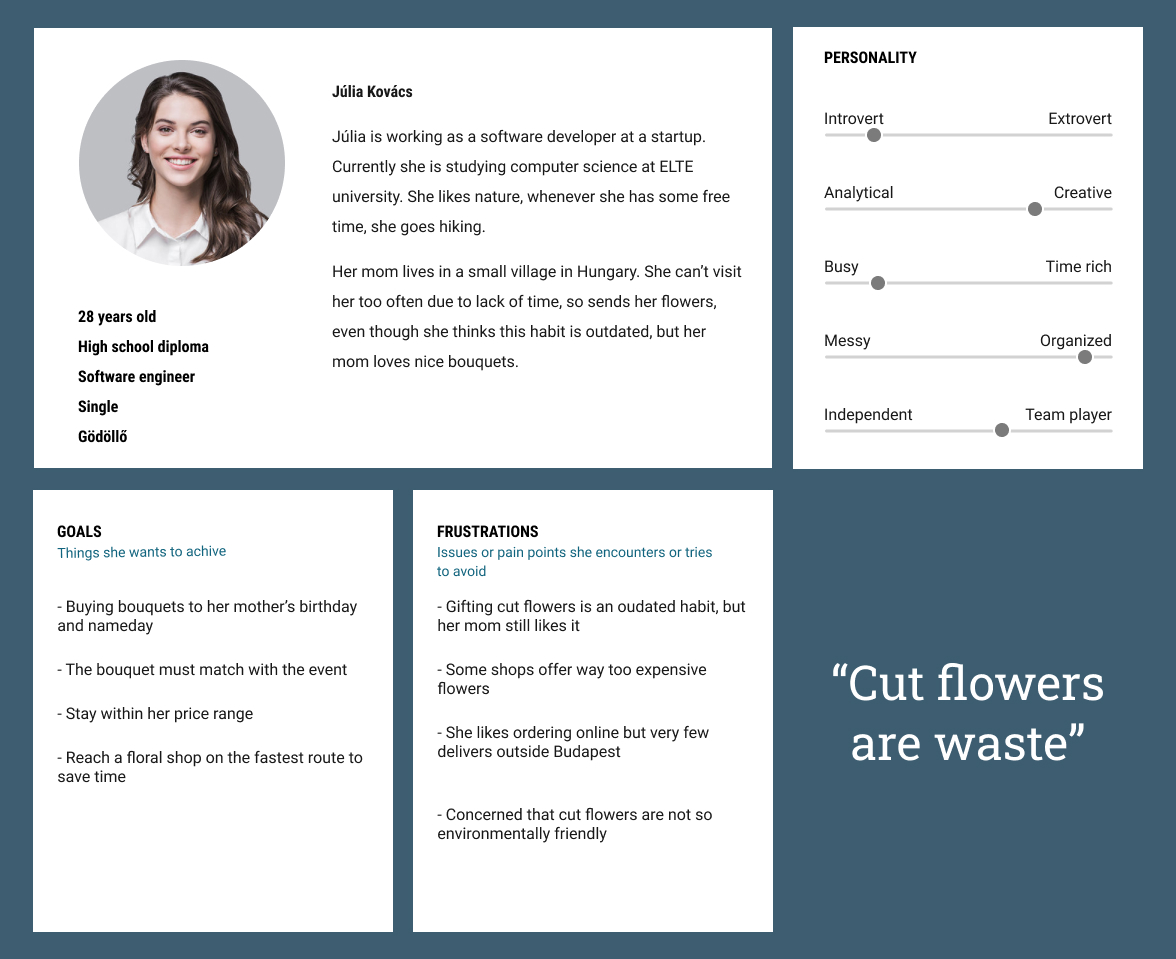 Júlia Kovács
Júlia is working as a software developer at a startup.
Currently she is studying computer science at ELTE
university. She likes nature, whenever she has some free
time, she goes hiking.
Her mom lives in a small village in Hungary. She can’t visit
her too often due to lack of time, so sends her flowers,
even though she thinks this habit is outdated, but her
mom loves nice bouquets.
28 years old
High school diploma
Software engineer
Single
Gödöllő
PERSONALITY
Introvert Extrovert
Analytical Creative
Busy Time rich
Messy Organized
Independent Team player
GOALS
Things she wants to achive
- Buying bouquets to her mother’s birthday
and nameday
- The bouquet must match with the event
- Stay within her price range
- Reach a floral shop on the fastest route to
save time
FRUSTRATIONS
Issues or pain points she encounters or tries
to avoid
- Gifting cut flowers is an oudated habit, but
her mom still likes it
- Some shops offer way too expensive
flowers
- She likes ordering online but very few
delivers outside Budapest
- Concerned that cut flowers are not so
environmentally friendly
“Cut flowers
are waste”